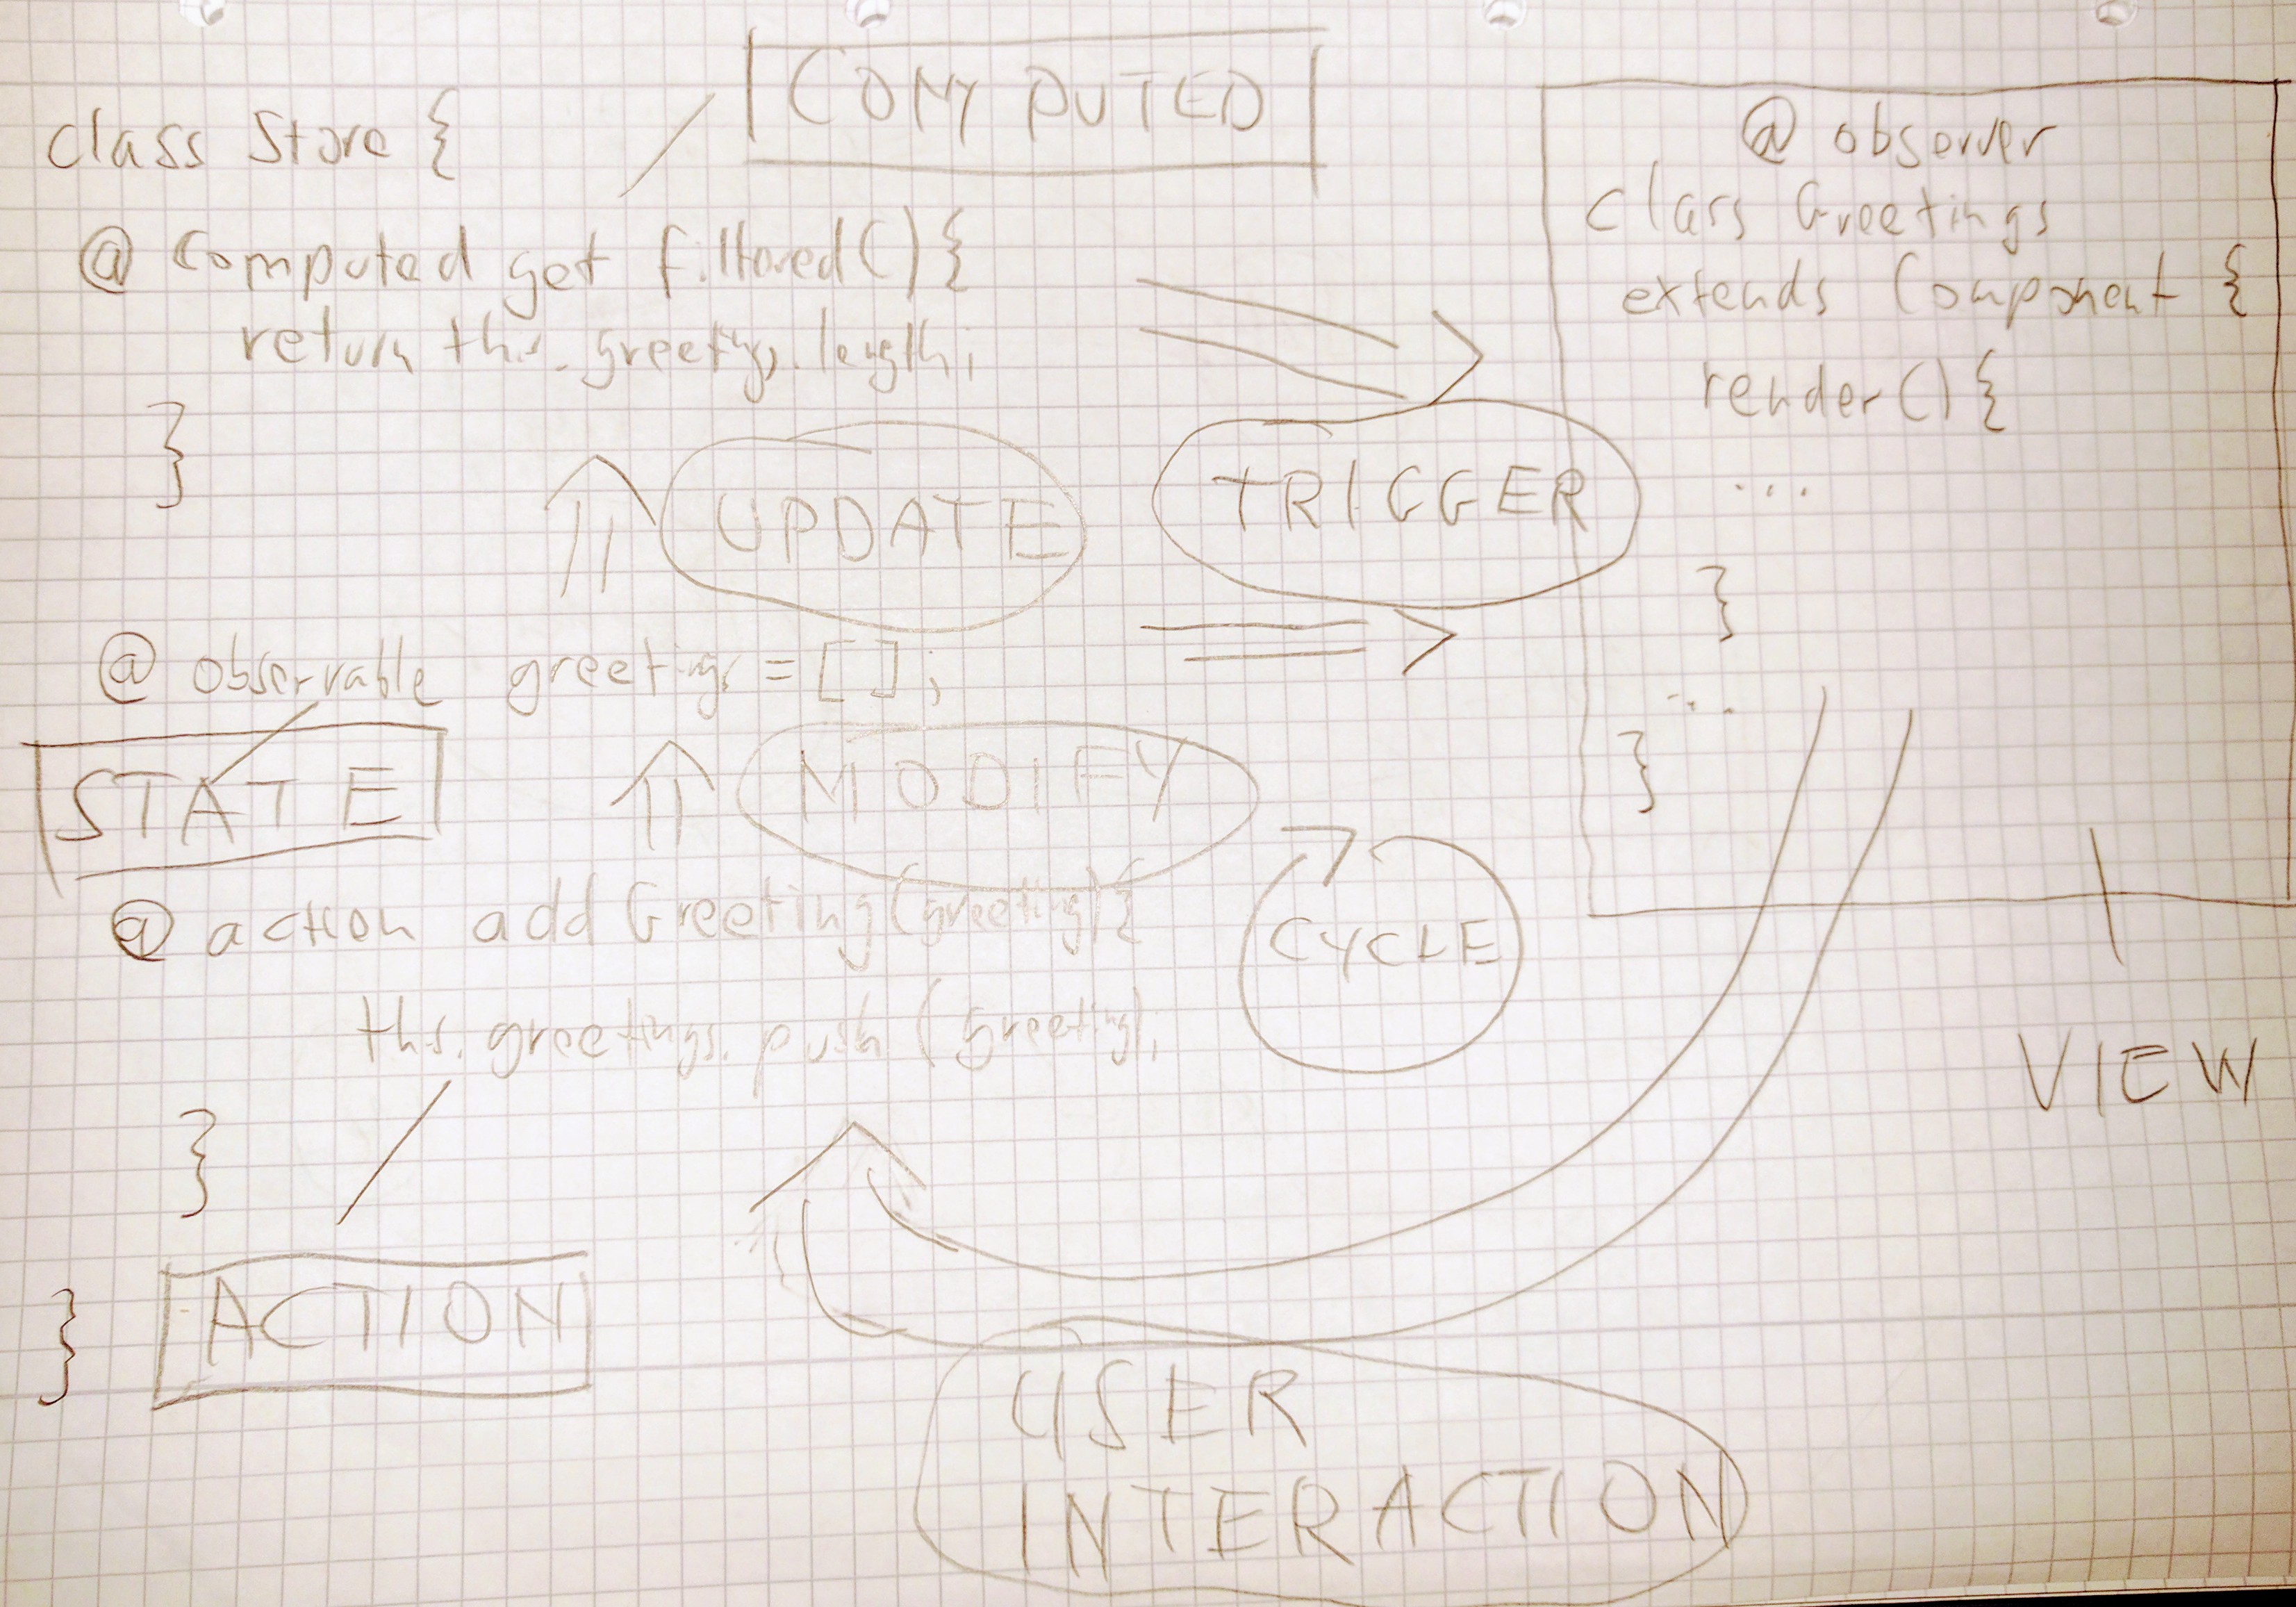 COMPUTED
class Store {
@ computed get filtered() {
return this.greetings.length;
}
UPDATE
@ observable greetings = [];
STATE
MODIFY
@ action addGreeting(greeting) {
this.greetings.push(greeting);
}
ACTION
}
TRIGGER
CYCLE
@ observer
class Greetings
extends Component {
render() {
...
}
...
}
VIEW
USER
INTERACTION